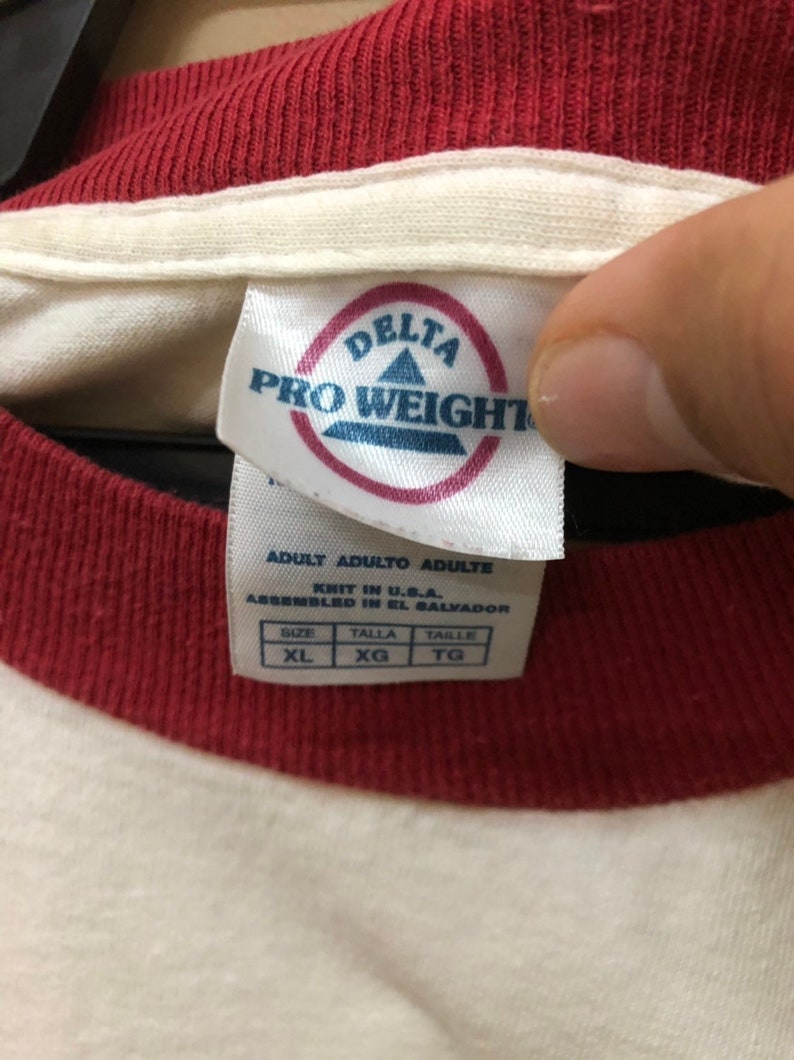 DELTA
PRO WEIGHT
ADULT ADULTO ADULTE
KNIT IN U.S.A.
ASSEMBLED IN EL SALVADOR
SIZE TALLA TAILLE
XL XG TG